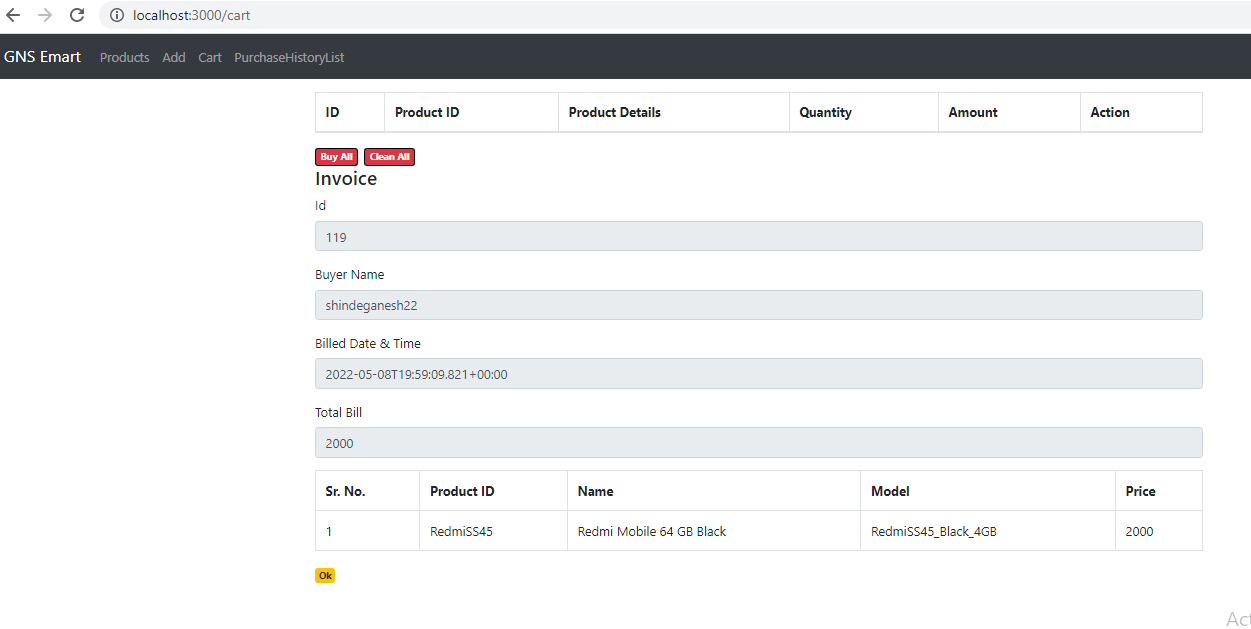 localhost:3000/cart
GNS Emart Products Add Cart PurchaseHistoryList
ID Product ID Product Details Quantity Amount Action
Buy All Clean All
Invoice
Id
119
Buyer Name
shindeganesh22
Billed Date & Time
2022-05-08T19:59:09.821+00:00
Total Bill
2000
Sr. No. Product ID Name Model Price
1 RedmiSS45 Redmi Mobile 64 GB Black RedmiSS45_Black_4GB 2000
Ok